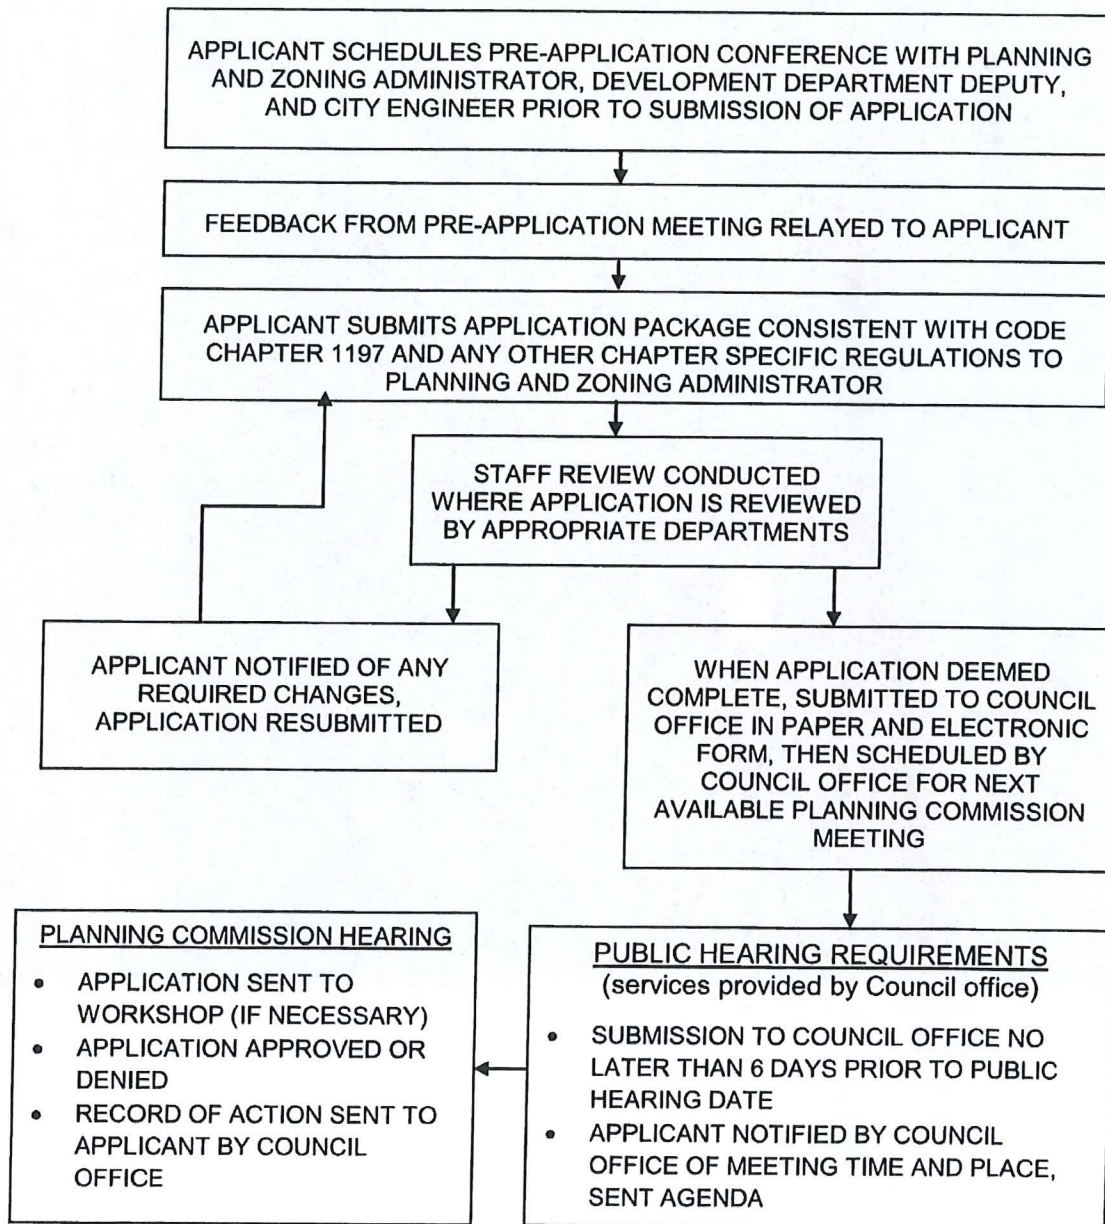 APPLICANT SCHEDULES PRE-APPLICATION CONFERENCE WITH PLANNING
AND ZONING ADMINISTRATOR, DEVELOPMENT DEPARTMENT DEPUTY,
AND CITY ENGINEER PRIOR TO SUBMISSION OF APPLICATION
FEEDBACK FROM PRE-APPLICATION MEETING RELAYED TO APPLICANT
APPLICANT SUBMITS APPLICATION PACKAGE CONSISTENT WITH CODE
CHAPTER 1197 AND ANY OTHER CHAPTER SPECIFIC REGULATIONS TO
PLANNING AND ZONING ADMINISTRATOR
STAFF REVIEW CONDUCTED
WHERE APPLICATION IS REVIEWED
BY APPROPRIATE DEPARTMENTS
APPLICANT NOTIFIED OF ANY
REQUIRED CHANGES,
APPLICATION RESUBMITTED
WHEN APPLICATION DEEMED
COMPLETE, SUBMITTED TO COUNCIL
OFFICE IN PAPER AND ELECTRONIC
FORM, THEN SCHEDULED BY
COUNCIL OFFICE FOR NEXT
AVAILABLE PLANNING COMMISSION
MEETING
PUBLIC HEARING REQUIREMENTS
(services provided by Council office)
• SUBMISSION TO COUNCIL OFFICE NO
LATER THAN 6 DAYS PRIOR TO PUBLIC
HEARING DATE
• APPLICANT NOTIFIED BY COUNCIL
OFFICE OF MEETING TIME AND PLACE,
SENT AGENDA
PLANNING COMMISSION HEARING
• APPLICATION SENT TO
WORKSHOP (IF NECESSARY)
• APPLICATION APPROVED OR
DENIED
• RECORD OF ACTION SENT TO
APPLICANT BY COUNCIL
OFFICE